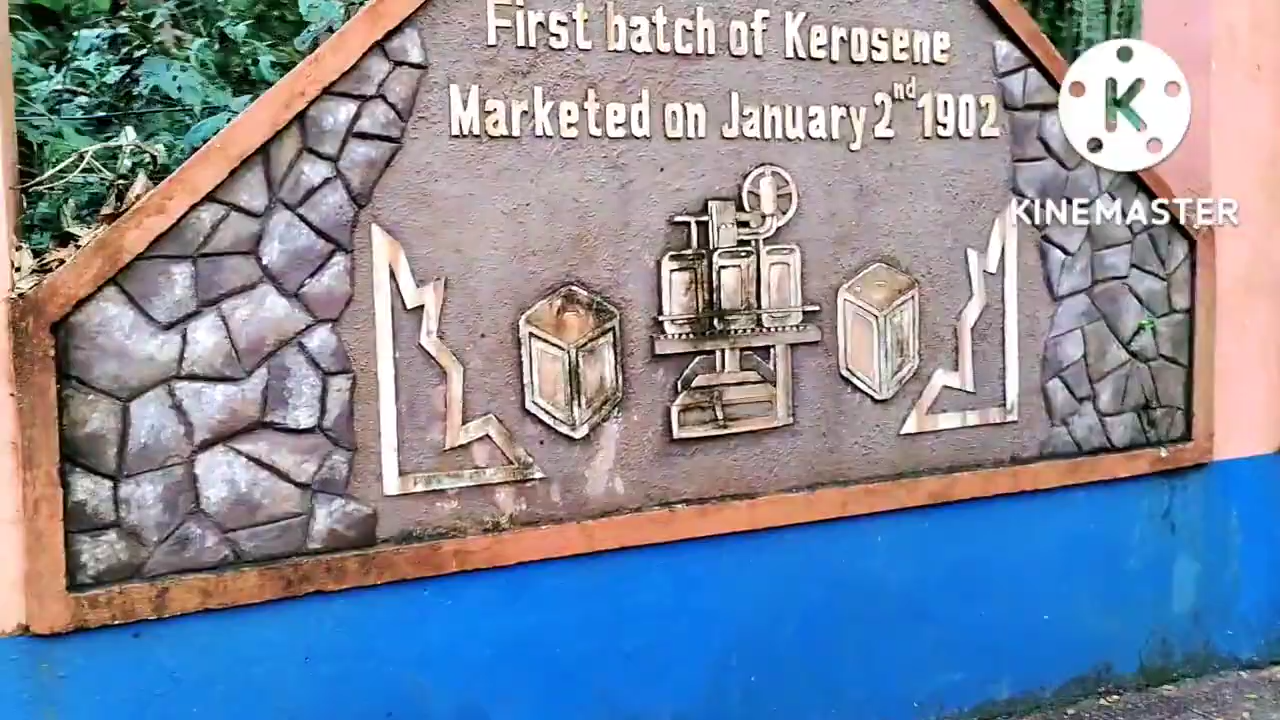 First batch of Kerosene
Marketed on January 2nd 1902
K
KINEMASTER